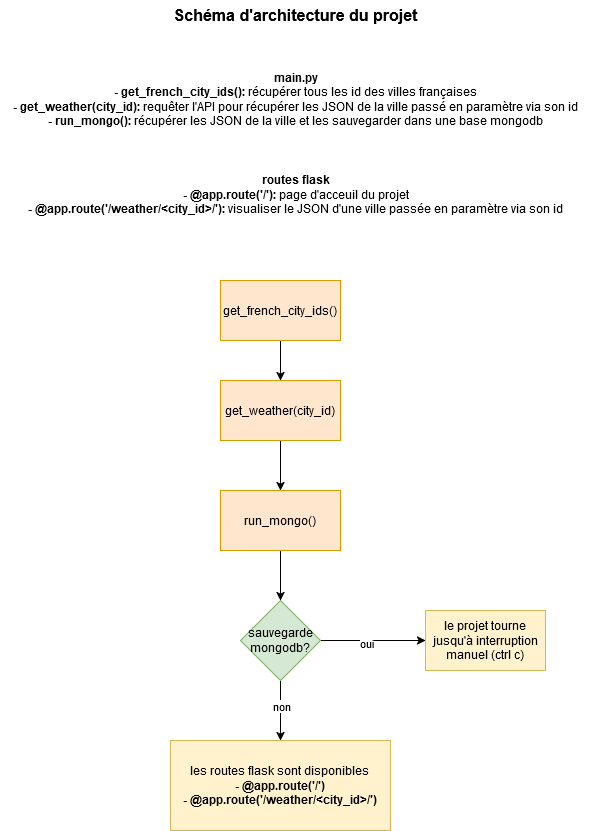 Schéma d'architecture du projet
main.py
- get_french_city_ids(): récupérer tous les id des villes françaises
- get_weather(city_id): requêter l'API pour récupérer les JSON de la ville passé en paramètre via son id
- run_mongo(): récupérer les JSON de la ville et les sauvegarder dans une base mongodb
routes flask
- @app.route('/'): page d'acceuil du projet
- @app.route('/weather/<city_id>/'): visualiser le JSON d'une ville passée en paramètre via son id
get_french_city_ids()
get_weather(city_id)
run_mongo()
sauvegarde
mongodb?
oui
le projet tourne
jusqu'à interruption
manuel (ctrl c)
non
les routes flask sont disponibles
- @app.route('/')
- @app.route('/weather/<city_id>/')